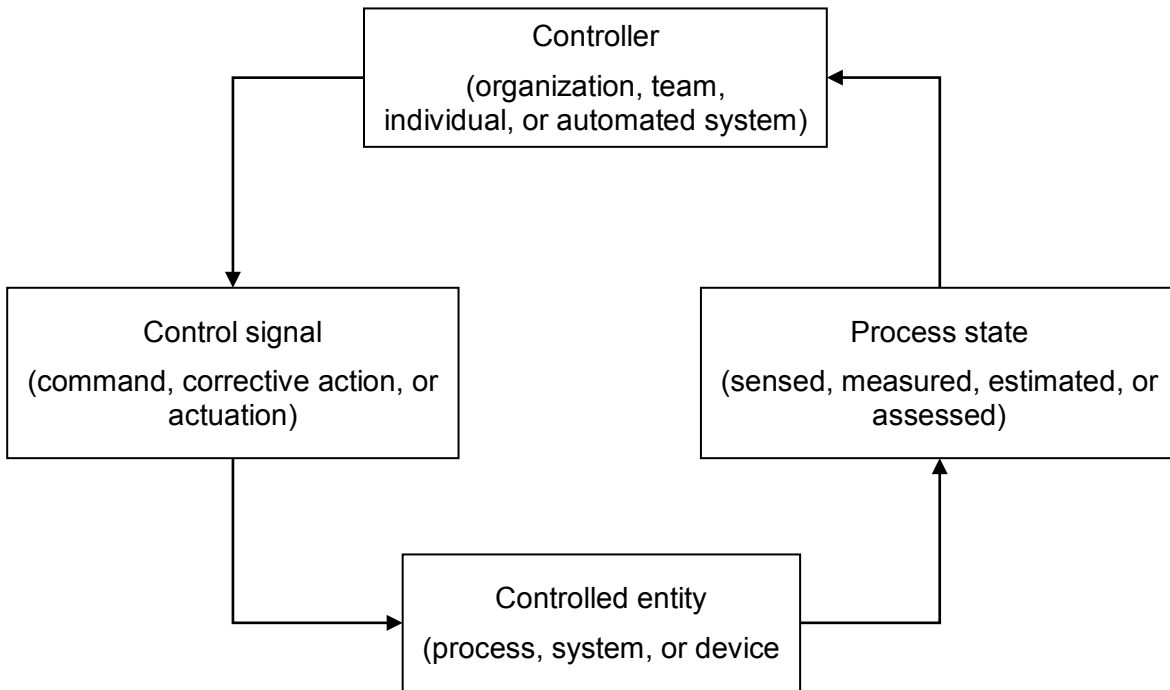 Controller
(organization, team,
individual, or automated system)
Control signal
(command, corrective action, or
actuation)
Process state
(sensed, measured, estimated, or
assessed)
Controlled entity
(process, system, or device